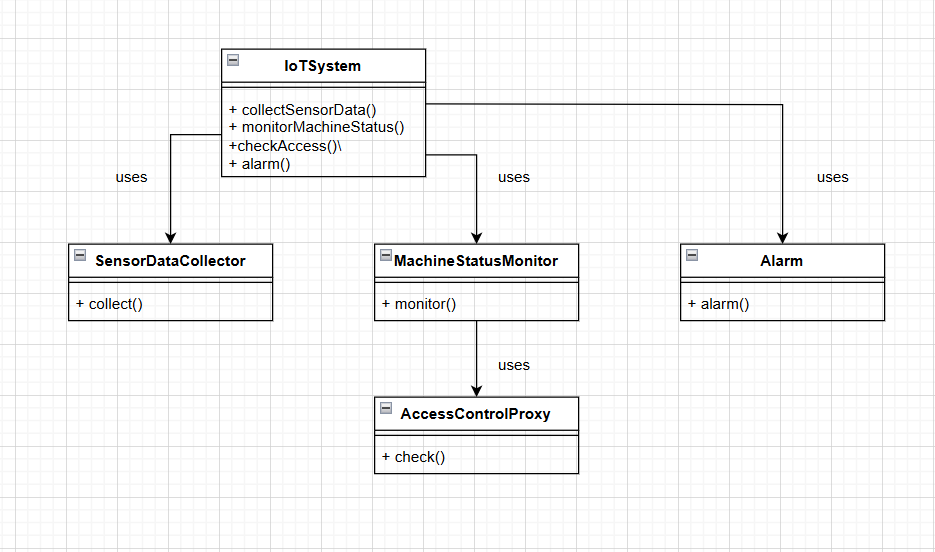 IoTSystem
+ collectSensorData()
+ monitorMachineStatus()
+checkAccess()\
+ alarm()
uses
uses
uses
SensorDataCollector
+ collect()
MachineStatusMonitor
+ monitor()
Alarm
+ alarm()
uses
AccessControlProxy
+ check()